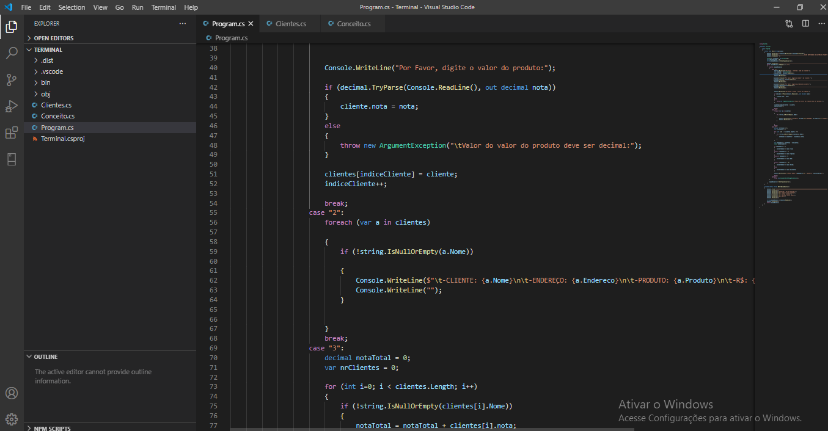 File Edit Selection View Go Run Terminal Help
Program.cs - Terminal - Visual Studio Code
EXPLORER
OPEN EDITORS
TERMINAL
.dist
.vscode
bin
obj
Clientes.cs
Conceito.cs
Program.cs
Terminal.csproj
OUTLINE
The active editor cannot provide outline
information.
NPM SCRIPTS
Program.cs Clientes.cs Conceito.cs
Program.cs
38
39
40 Console.WriteLine("Por Favor, digite o valor do produto:");
41
42 if (decimal.TryParse(Console.ReadLine(), out decimal nota))
43 {
44 cliente.nota = nota;
45 }
46 else
47 {
48 throw new ArgumentException("\tValor do valor do produto deve ser decimal:");
49 }
50
51 clientes[indiceCliente] = cliente;
52 indiceCliente++;
53
54 break;
55 case "2":
56 foreach (var a in clientes)
57
58 {
59 if (!string.IsNullOrEmpty(a.Nome))
60
61 {
62 Console.WriteLine($"\t-CLIENTE: {a.Nome}\n\t-ENDEREÇO: {a.Endereco}\n\t-PRODUTO: {a.Produto}\n\t-R$: {
63 Console.WriteLine("");
64 }
65
66
67 }
68 break;
69 case "3":
70 decimal notaTotal = 0;
71 var nrClientes = 0;
72
73 for (int i=0; i < clientes.Length; i++)
74 {
75 if (!string.IsNullOrEmpty(clientes[i].Nome))
76 {
77 notaTotal = notaTotal + clientes[i].nota;
Ativar o Windows
Acesse Configurações para ativar o Windows.